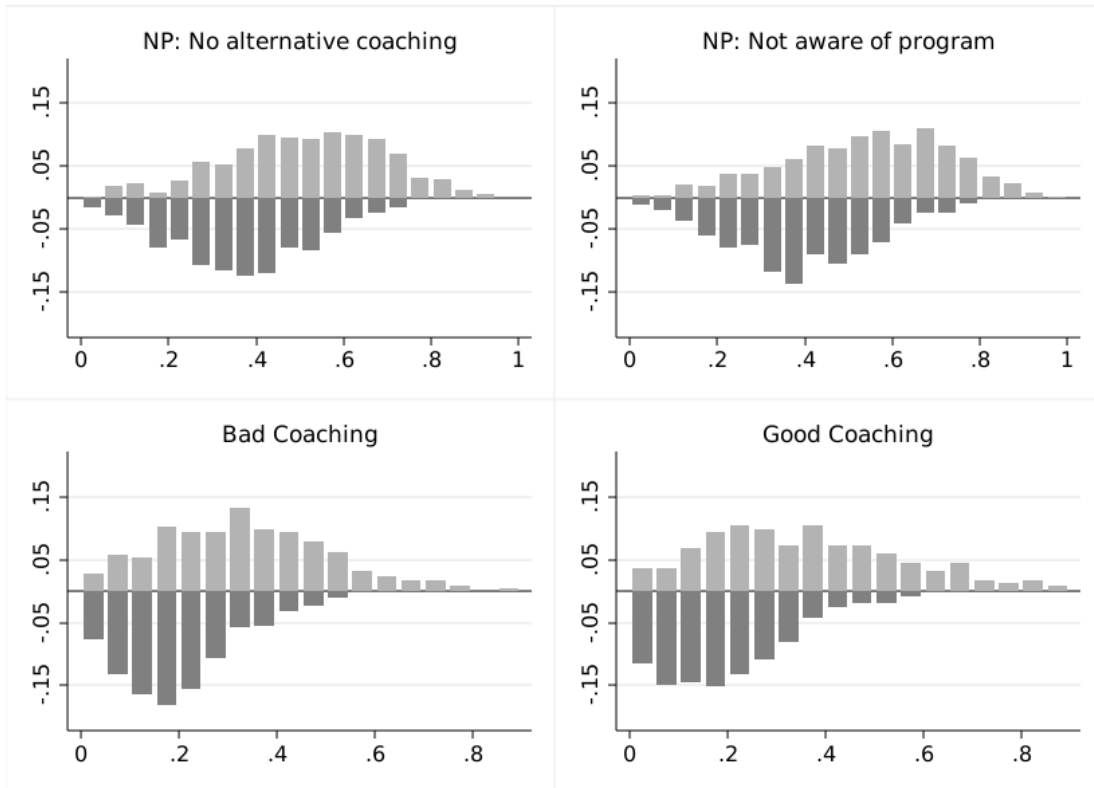 NP: No alternative coaching
.15
.05
-.05
-.15
0 .2 .4 .6 .8 1
NP: Not aware of program
.15
.05
-.05
-.15
0 .2 .4 .6 .8 1
Bad Coaching
.15
.05
-.05
-.15
0 .2 .4 .6 .8
Good Coaching
.15
.05
-.05
-.15
0 .2 .4 .6 .8